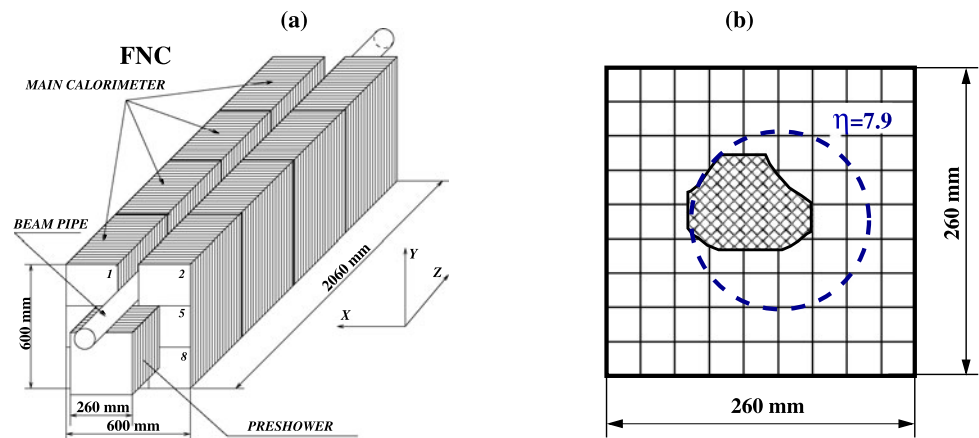 (a)
FNC
MAIN CALORIMETER
BEAM PIPE
1
2
5
8
600 mm
2060 mm
Y
Z
X
260 mm
600 mm
PRESHOWER
(b)
η=7.9
260 mm
260 mm